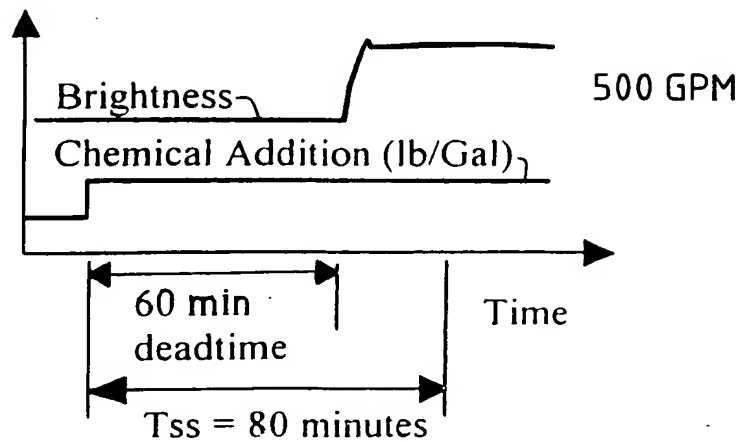 Brightness
500 GPM
Chemical Addition (lb/Gal)
60 min
deadtime
Time
Tss = 80 minutes